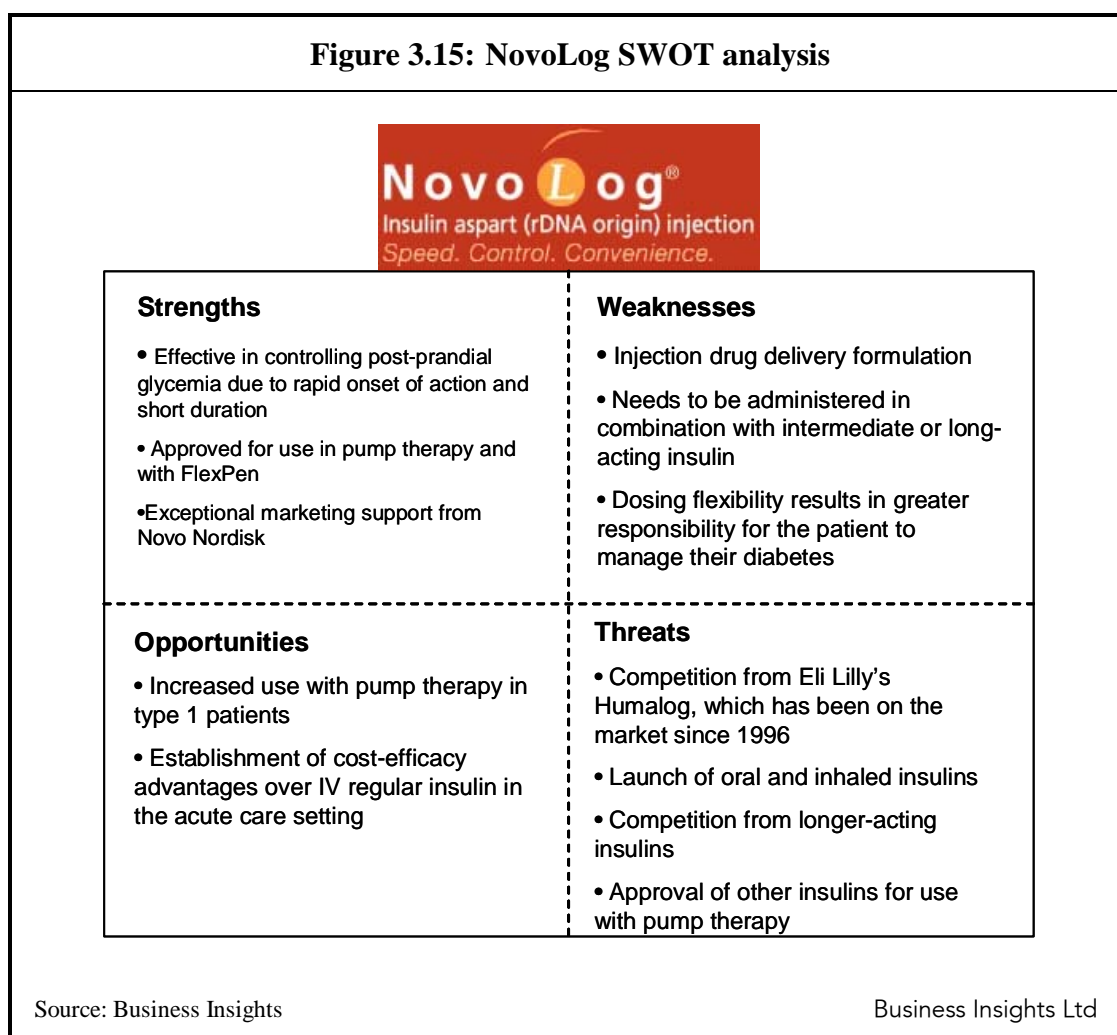 Figure 3.15: NovoLog SWOT analysis
NovoLog®
Insulin aspart (rDNA origin) injection
Speed. Control. Convenience.
Strengths
• Effective in controlling post-prandial
glycemia due to rapid onset of action and
short duration
• Approved for use in pump therapy and
with FlexPen
•Exceptional marketing support from
Novo Nordisk
Weaknesses
• Injection drug delivery formulation
• Needs to be administered in
combination with intermediate or long-
acting insulin
• Dosing flexibility results in greater
responsibility for the patient to
manage their diabetes
Opportunities
• Increased use with pump therapy in
type 1 patients
• Establishment of cost-efficacy
advantages over IV regular insulin in
the acute care setting
Threats
• Competition from Eli Lilly's
Humalog, which has been on the
market since 1996
• Launch of oral and inhaled insulins
• Competition from longer-acting
insulins
• Approval of other insulins for use
with pump therapy
Source: Business Insights
Business Insights Ltd